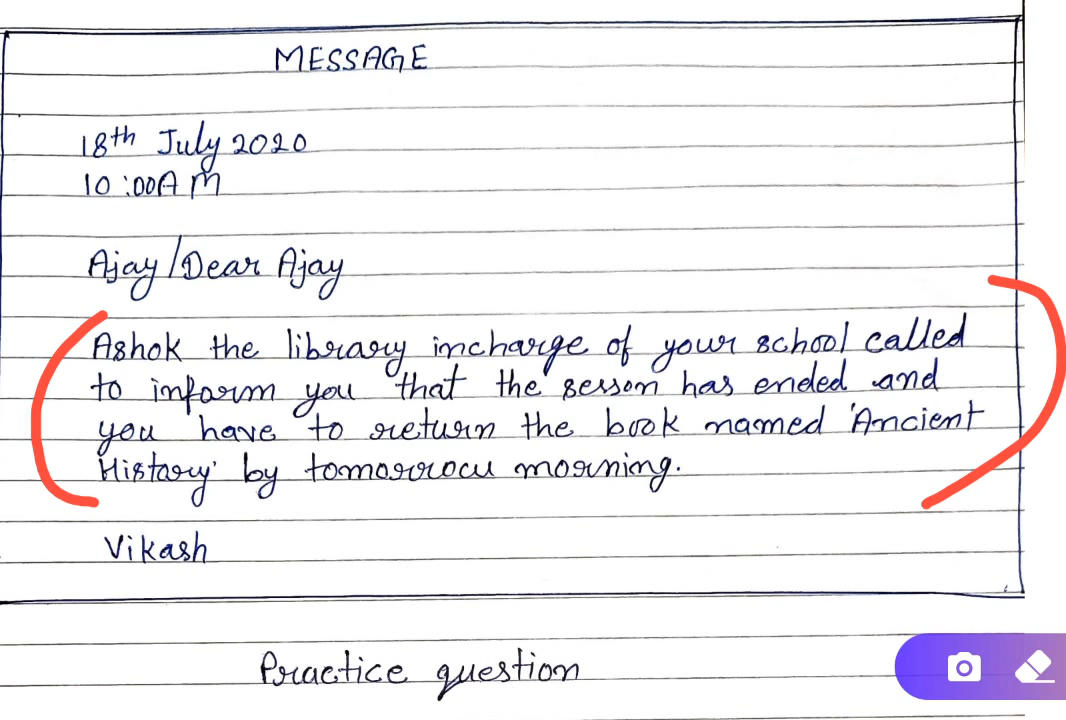 MESSAGE
18th July 2020
10:00AM
Ajay/Dear Ajay
Ashok the library incharge of your school called
to inform you that the sesson has ended and
you have to return the book named 'Ancient
History' by tomorrow morning.
Vikash
Practice question